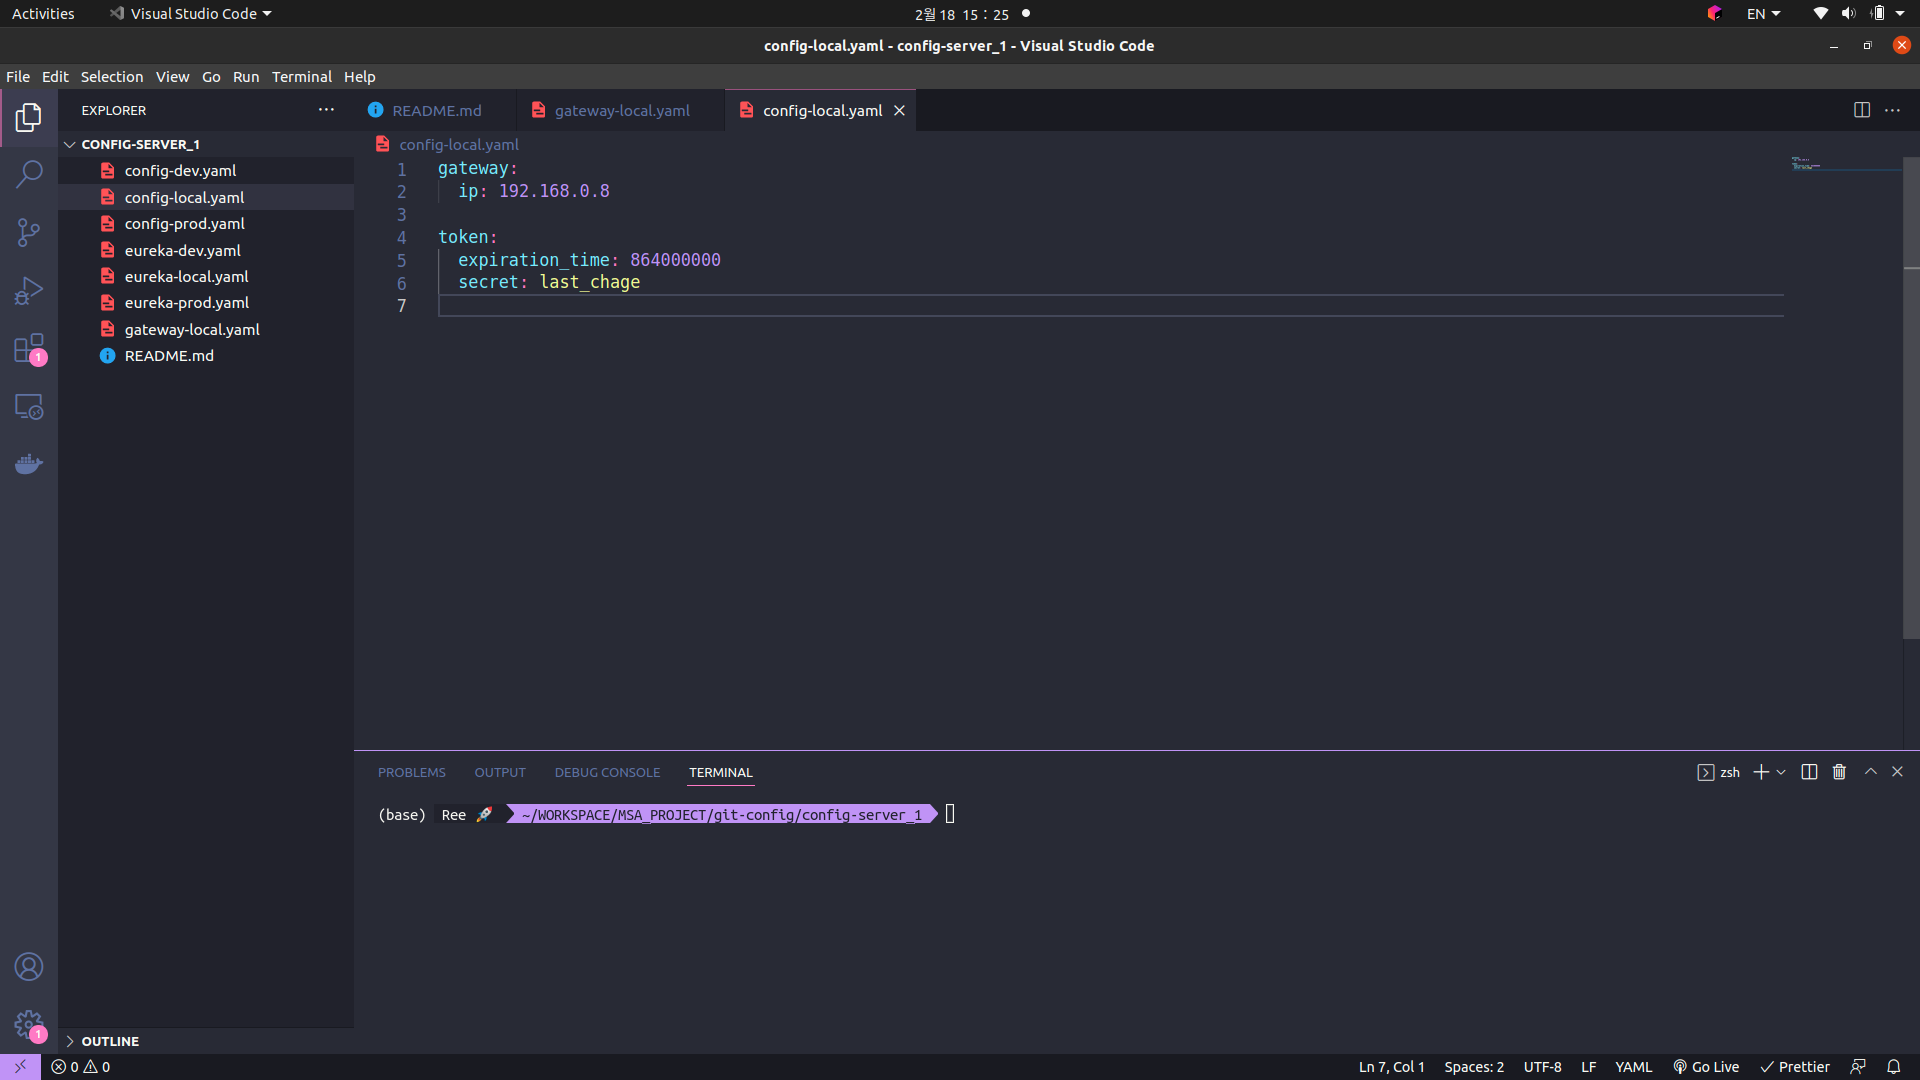 Activities
Visual Studio Code
2월 18 15 : 25
EN
config-local.yaml - config-server_1 - Visual Studio Code
File Edit Selection View Go Run Terminal Help
EXPLORER
README.md
gateway-local.yaml
config-local.yaml
CONFIG-SERVER_1
config-dev.yaml
config-local.yaml
config-prod.yaml
eureka-dev.yaml
eureka-local.yaml
eureka-prod.yaml
gateway-local.yaml
README.md
1
config-local.yaml
1 gateway:
2 ip: 192.168.0.8
3
4 token:
5 expiration_time: 864000000
6 secret: last_chage
7
PROBLEMS OUTPUT DEBUG CONSOLE TERMINAL
zsh
(base) Ree ~/WORKSPACE/MSA_PROJECT/git-config/config-server_1
1
OUTLINE
0 0
Ln 7, Col 1 Spaces: 2 UTF-8 LF YAML Go Live Prettier